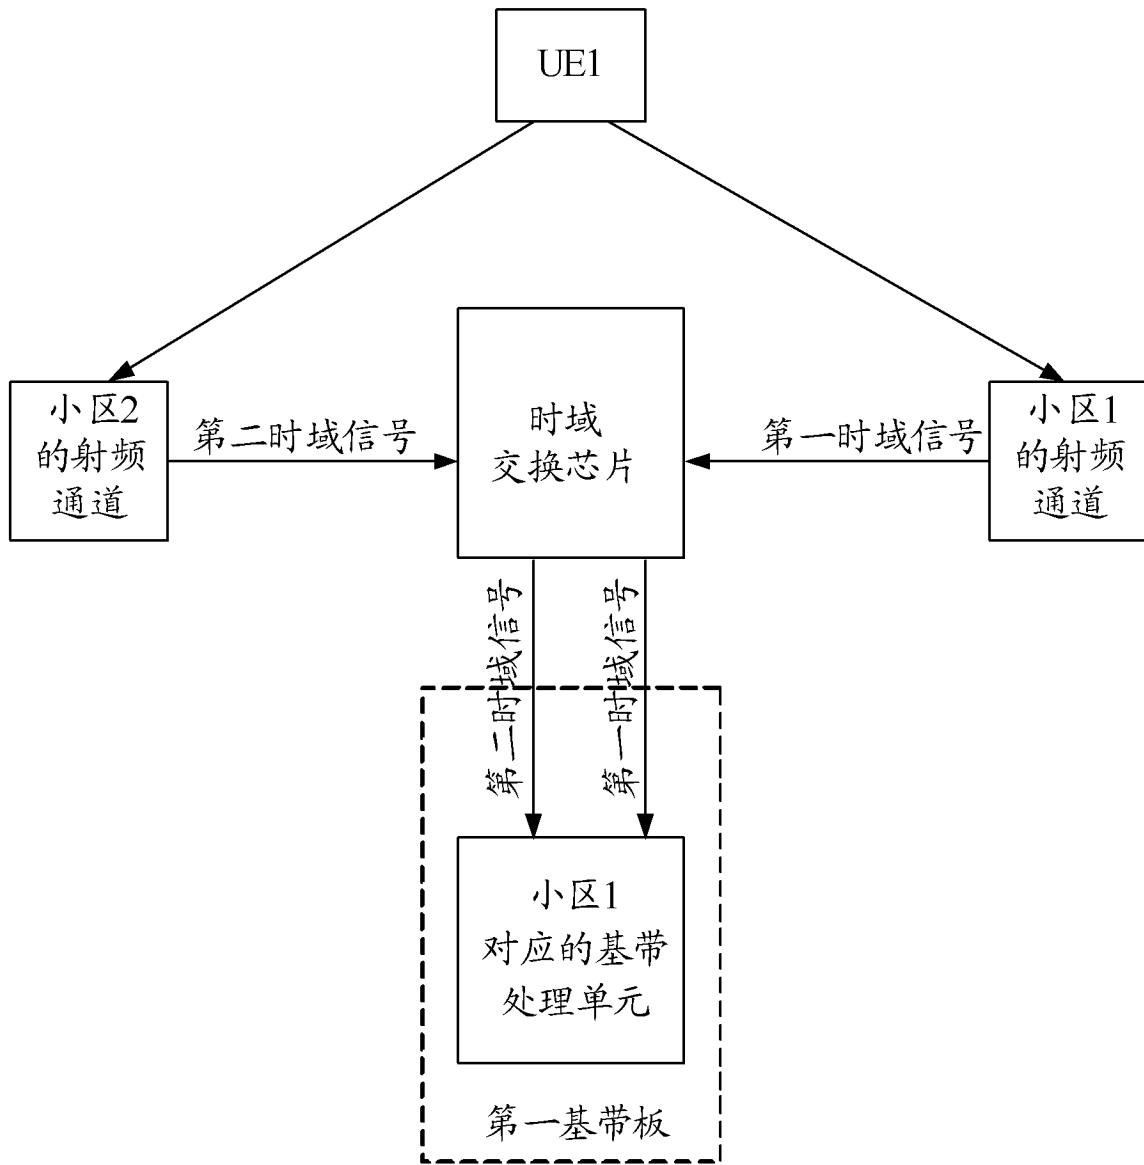 UE1
小区2
的射频
通道
第二时域信号
时域
交换芯片
第一时域信号
小区1
的射频
通道
第二时域信号
第一时域信号
小区1
对应的基带
处理单元
第一基带板